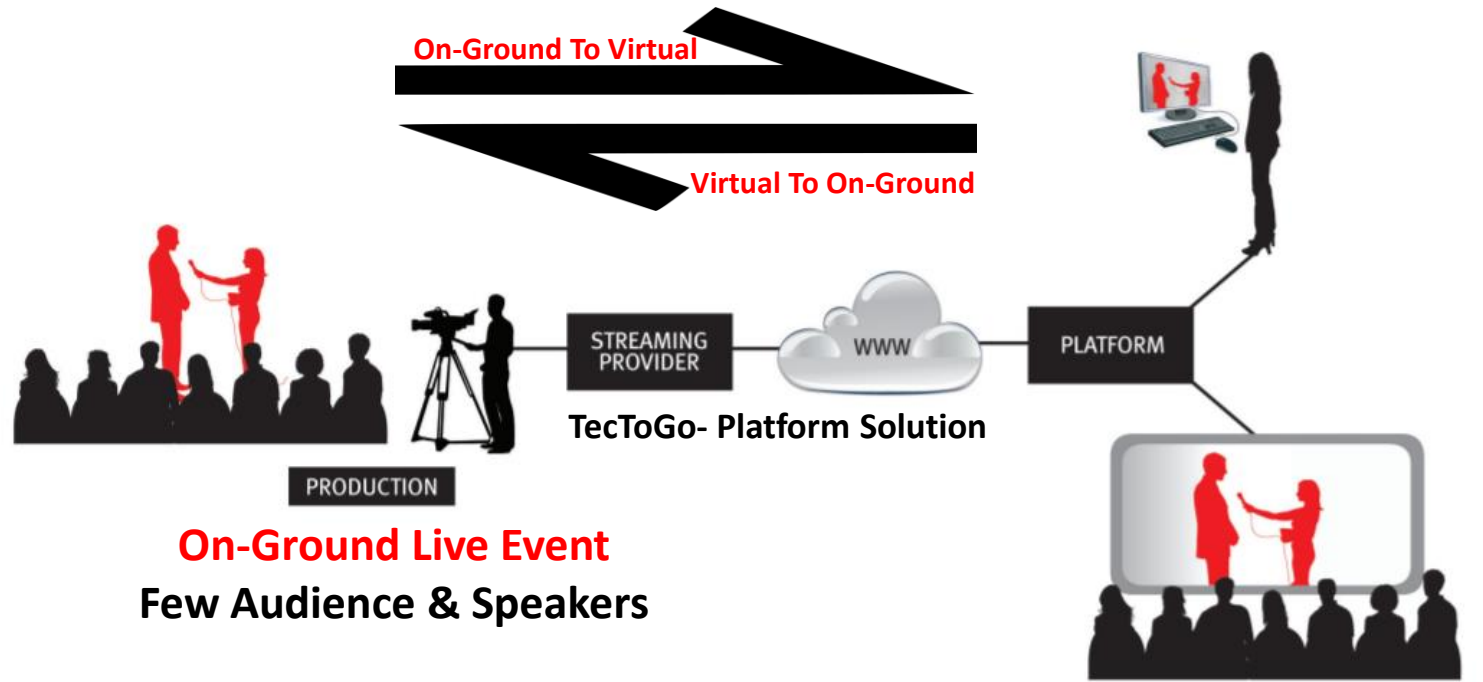 On-Ground To Virtual
Virtual To On-Ground
STREAMING
PROVIDER
WWW
PLATFORM
TecToGo- Platform Solution
PRODUCTION
On-Ground Live Event
Few Audience & Speakers